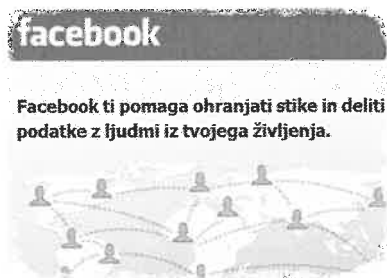 facebook
Facebook ti pomaga ohranjati stike in deliti
podatke z ljudmi iz tvojega življenja.